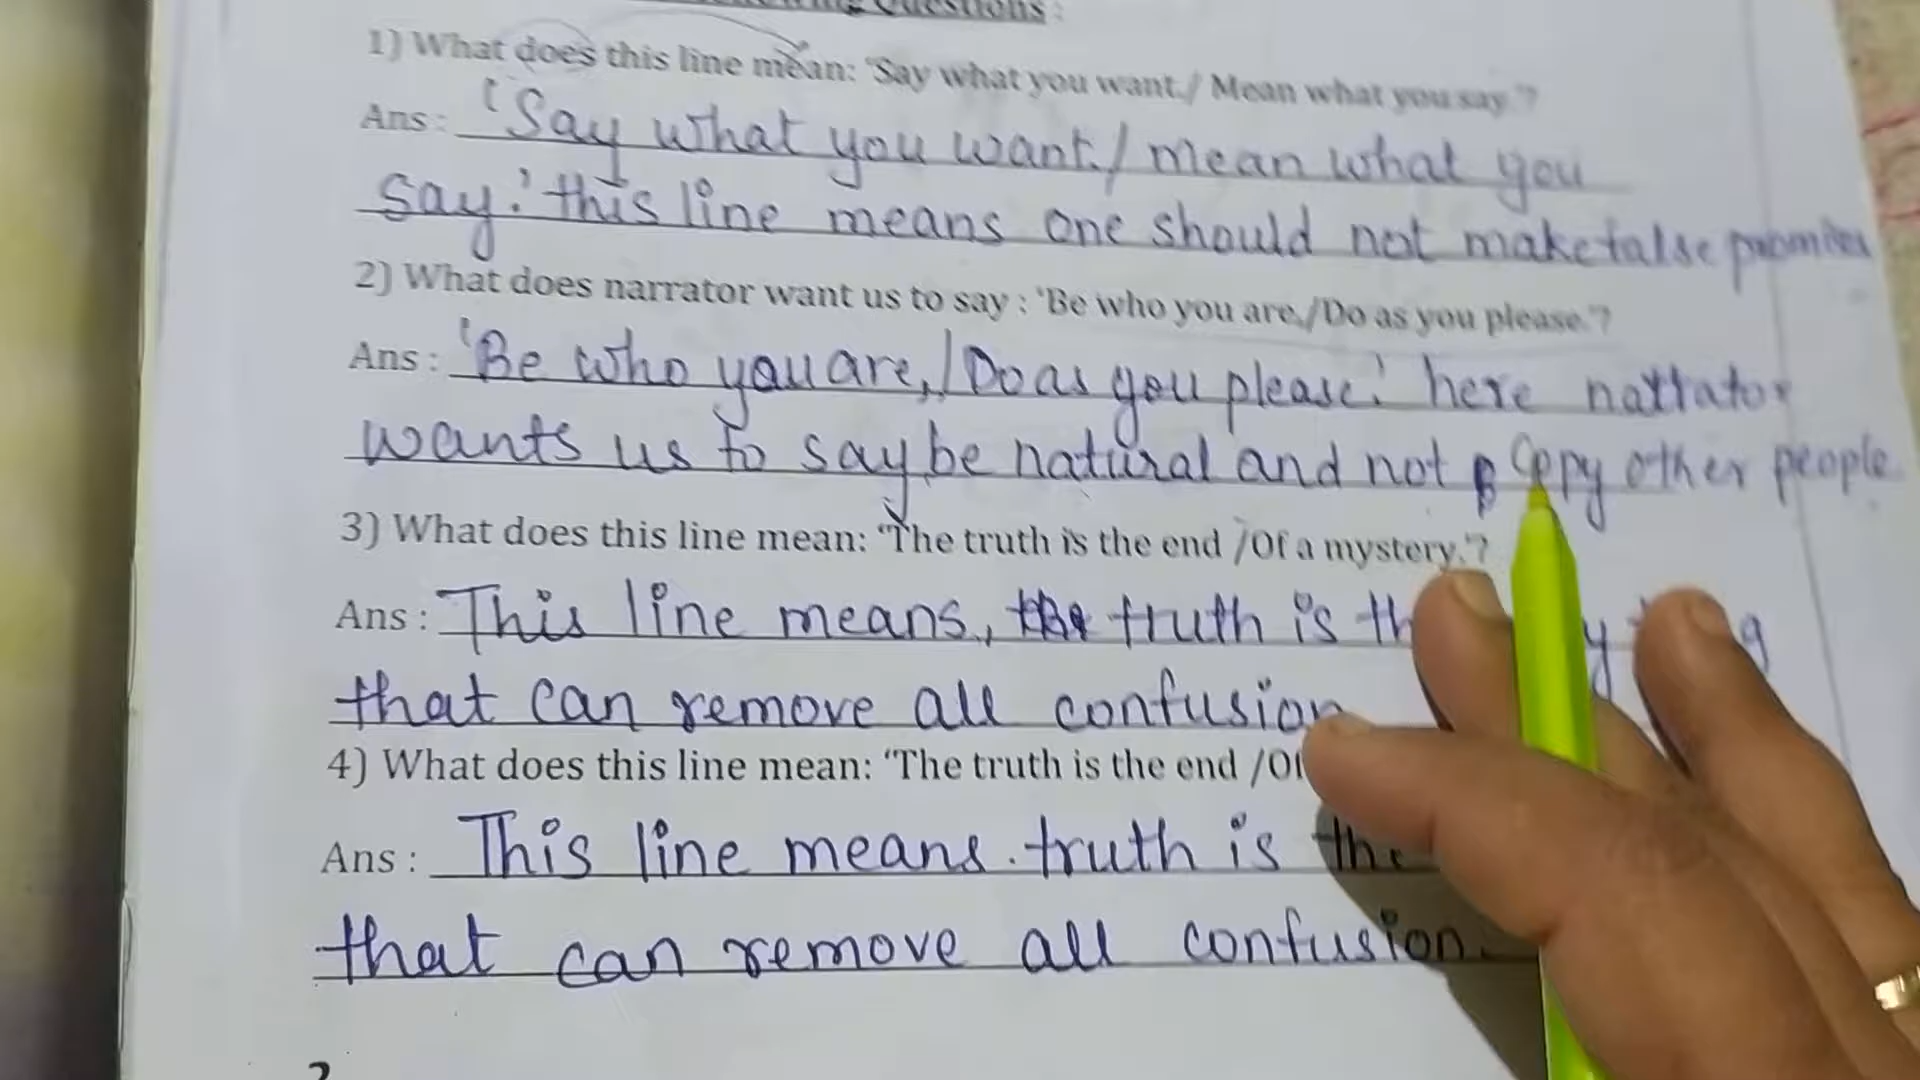 Questions :
1) What does this line mean: 'Say what you want./ Mean what you say.'?
Ans : 'Say what you want./ mean what you
say.' this line means one should not make false promises
2) What does narrator want us to say : 'Be who you are,/Do as you please.'?
Ans : 'Be who you are,/Do as you please.' here nattator
wants us to say be natural and not copy other people
3) What does this line mean: 'The truth is the end /Of a mystery.'?
Ans : This line means, truth is
that can remove all confusion
4) What does this line mean: 'The truth is the end /Of
Ans : This line means truth is the
that can remove all confusion.